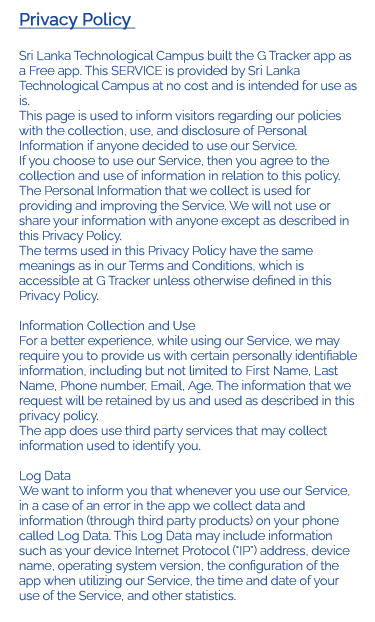 Privacy Policy
Sri Lanka Technological Campus built the G Tracker app as
a Free app. This SERVICE is provided by Sri Lanka
Technological Campus at no cost and is intended for use as
is.
This page is used to inform visitors regarding our policies
with the collection, use, and disclosure of Personal
Information if anyone decided to use our Service.
If you choose to use our Service, then you agree to the
collection and use of information in relation to this policy.
The Personal Information that we collect is used for
providing and improving the Service. We will not use or
share your information with anyone except as described in
this Privacy Policy.
The terms used in this Privacy Policy have the same
meanings as in our Terms and Conditions, which is
accessible at G Tracker unless otherwise defined in this
Privacy Policy.
Information Collection and Use
For a better experience, while using our Service, we may
require you to provide us with certain personally identifiable
information, including but not limited to First Name, Last
Name, Phone number, Email, Age. The information that we
request will be retained by us and used as described in this
privacy policy.
The app does use third party services that may collect
information used to identify you.
Log Data
We want to inform you that whenever you use our Service,
in a case of an error in the app we collect data and
information (through third party products) on your phone
called Log Data. This Log Data may include information
such as your device Internet Protocol ("IP") address, device
name, operating system version, the configuration of the
app when utilizing our Service, the time and date of your
use of the Service, and other statistics.